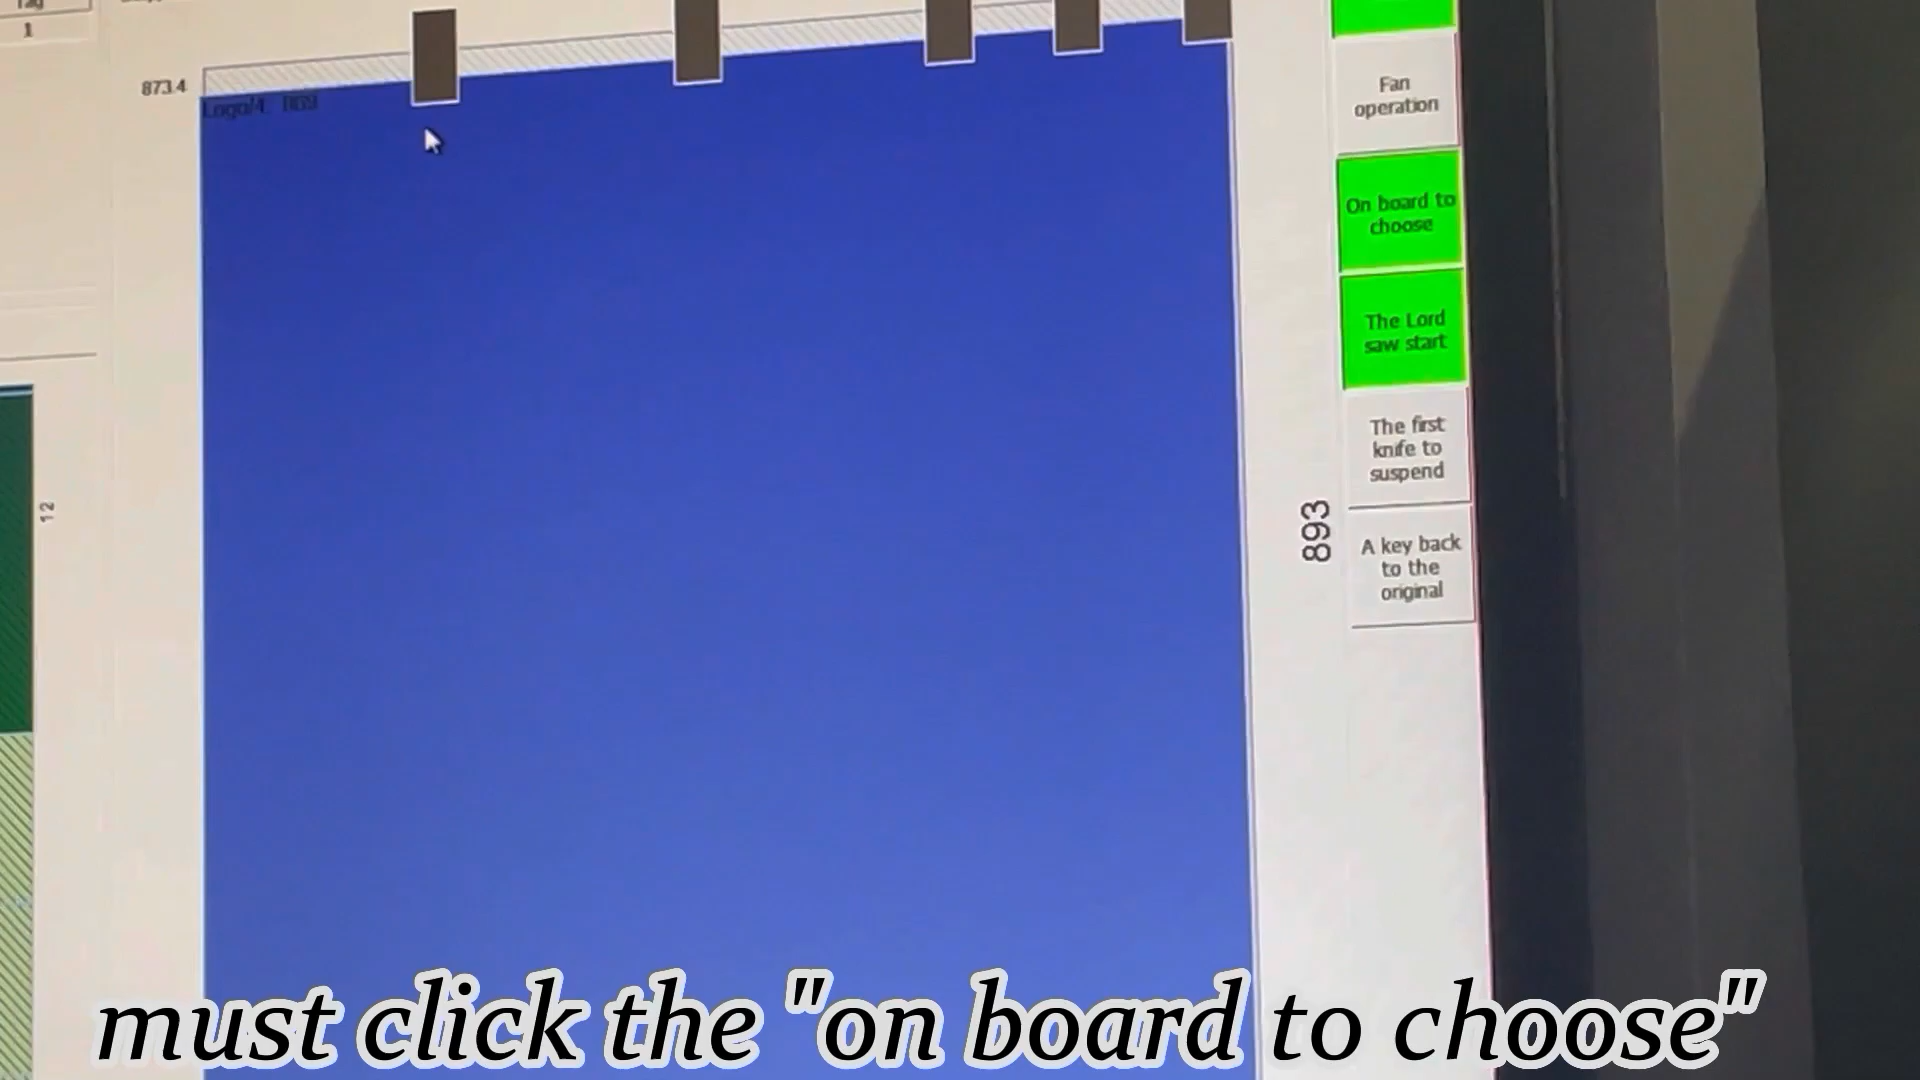 1
873.4
Fan
operation
On board to
choose
The Lord
saw start
The first
knife to
suspend
A key back
to the
original
893
12
must click the "on board to choose"